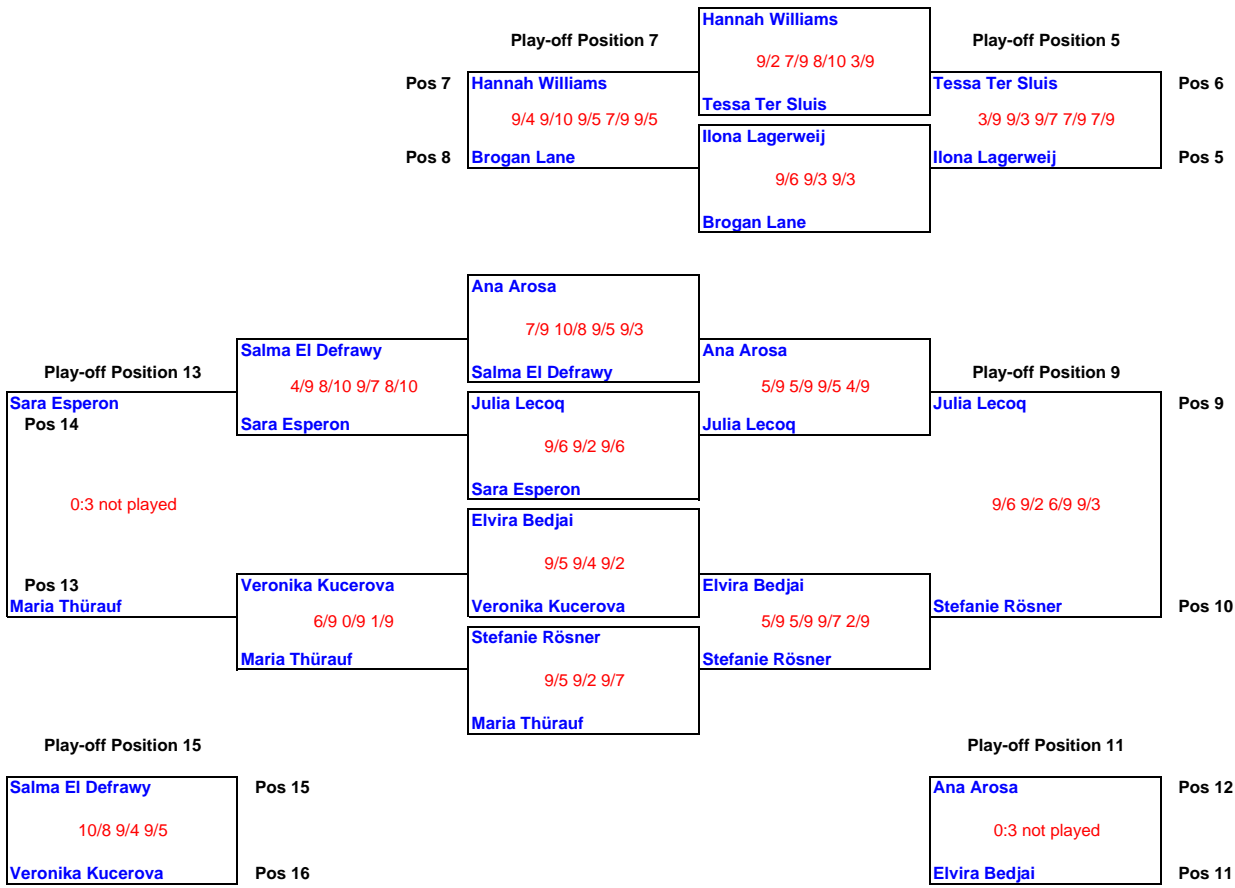 Hannah Williams
Play-off Position 7
Play-off Position 5
9/2 7/9 8/10 3/9
Pos 7
Hannah Williams
Tessa Ter Sluis
Pos 6
Tessa Ter Sluis
9/4 9/10 9/5 7/9 9/5
3/9 9/3 9/7 7/9 7/9
Ilona Lagerweij
Pos 8
Brogan Lane
Ilona Lagerweij
Pos 5
9/6 9/3 9/3
Brogan Lane
Ana Arosa
7/9 10/8 9/5 9/3
Salma El Defrawy
Ana Arosa
Play-off Position 13
Salma El Defrawy
Play-off Position 9
4/9 8/10 9/7 8/10
5/9 5/9 9/5 4/9
Sara Esperon
Julia Lecoq
Julia Lecoq
Pos 9
Pos 14
Sara Esperon
Julia Lecoq
9/6 9/2 9/6
Sara Esperon
0:3 not played
9/6 9/2 6/9 9/3
Elvira Bedjai
9/5 9/4 9/2
Pos 13
Veronika Kucerova
Elvira Bedjai
Maria Thürauf
Veronika Kucerova
Stefanie Rösner
Pos 10
6/9 0/9 1/9
5/9 5/9 9/7 2/9
Stefanie Rösner
Maria Thürauf
Stefanie Rösner
9/5 9/2 9/7
Maria Thürauf
Play-off Position 15
Play-off Position 11
Salma El Defrawy
Pos 15
Ana Arosa
Pos 12
10/8 9/4 9/5
0:3 not played
Veronika Kucerova
Pos 16
Elvira Bedjai
Pos 11